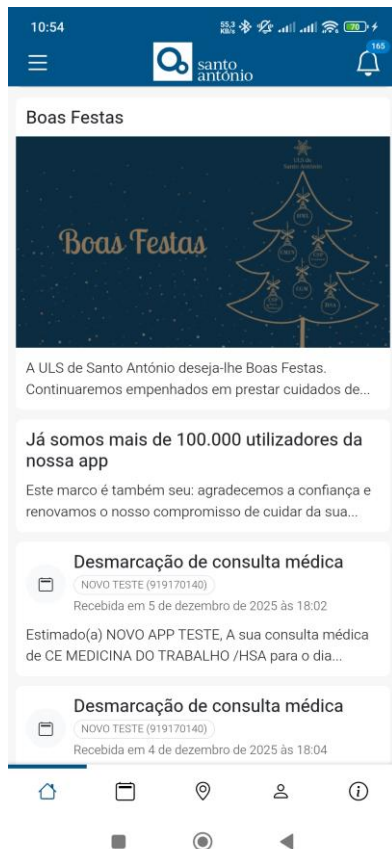 10:54
55,3
KB/s
70
165
santo
antónio
Boas Festas
ULS de
Santo António
Boas Festas
A ULS de Santo António deseja-lhe Boas Festas.
Continuaremos empenhados em prestar cuidados de...
Já somos mais de 100.000 utilizadores da
nossa app
Este marco é também seu: agradecemos a confiança e
renovamos o nosso compromisso de cuidar da sua...
Desmarcação de consulta médica
NOVO TESTE (919170140)
Recebida em 5 de dezembro de 2025 às 18:02
Estimado(a) NOVO APP TESTE, A sua consulta médica
de CE MEDICINA DO TRABALHO /HSA para o dia...
Desmarcação de consulta médica
NOVO TESTE (919170140)
Recebida em 4 de dezembro de 2025 às 18:04